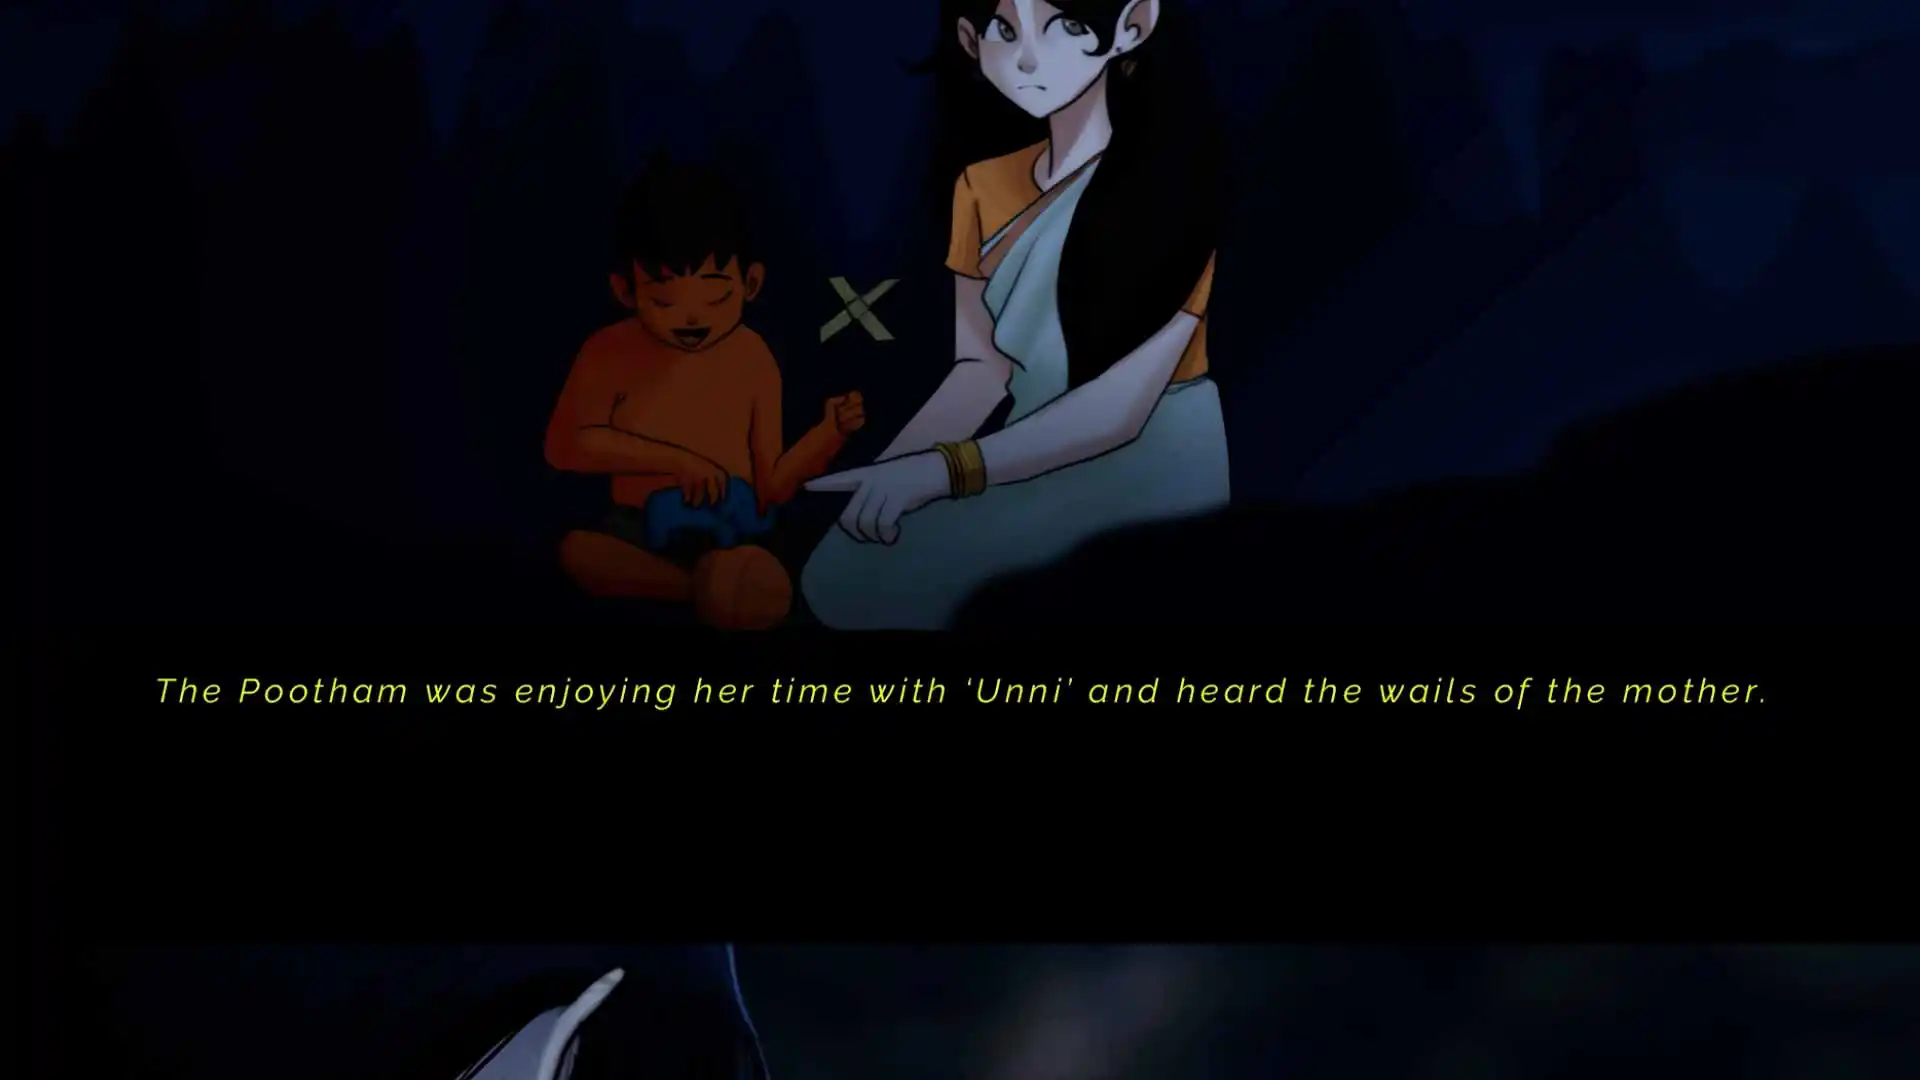 The Pootham was enjoying her time with ‘Unni’ and heard the wails of the mother.